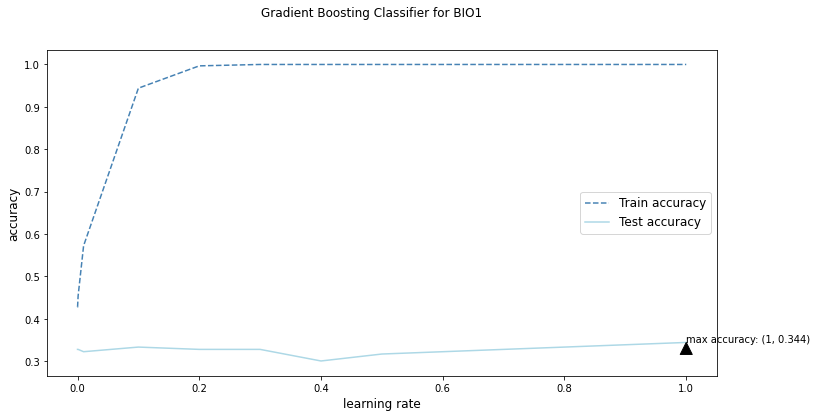 Gradient Boosting Classifier for BIO1
1.0
0.9
0.8
0.7
0.6
0.5
0.4
0.3
accuracy
Train accuracy
Test accuracy
max accuracy: (1, 0.344)
0.0 0.2 0.4 0.6 0.8 1.0
learning rate